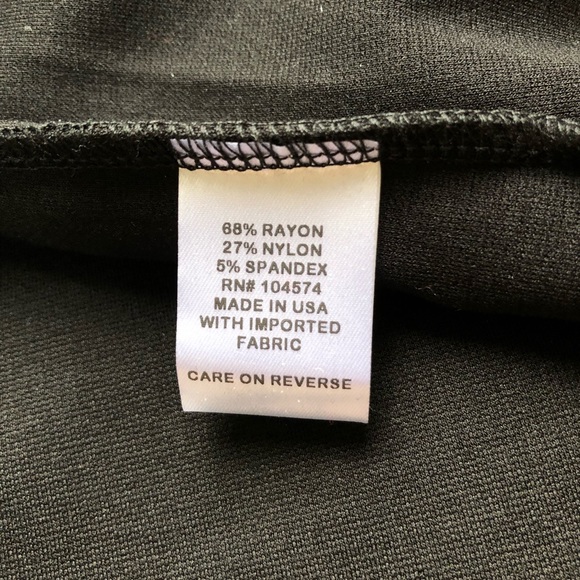 68% RAYON
27% NYLON
5% SPANDEX
RN# 104574
MADE IN USA
WITH IMPORTED
FABRIC
CARE ON REVERSE